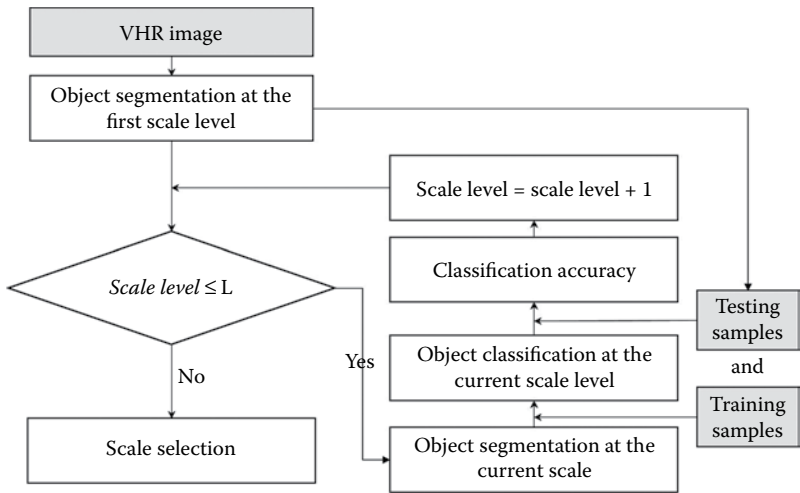 VHR image
Object segmentation at the
first scale level
Scale level = scale level + 1
Scale level ≤ L
Classification accuracy
Testing
samples
and
Training
samples
Object classification at the
current scale level
Yes
No
Scale selection
Object segmentation at the
current scale